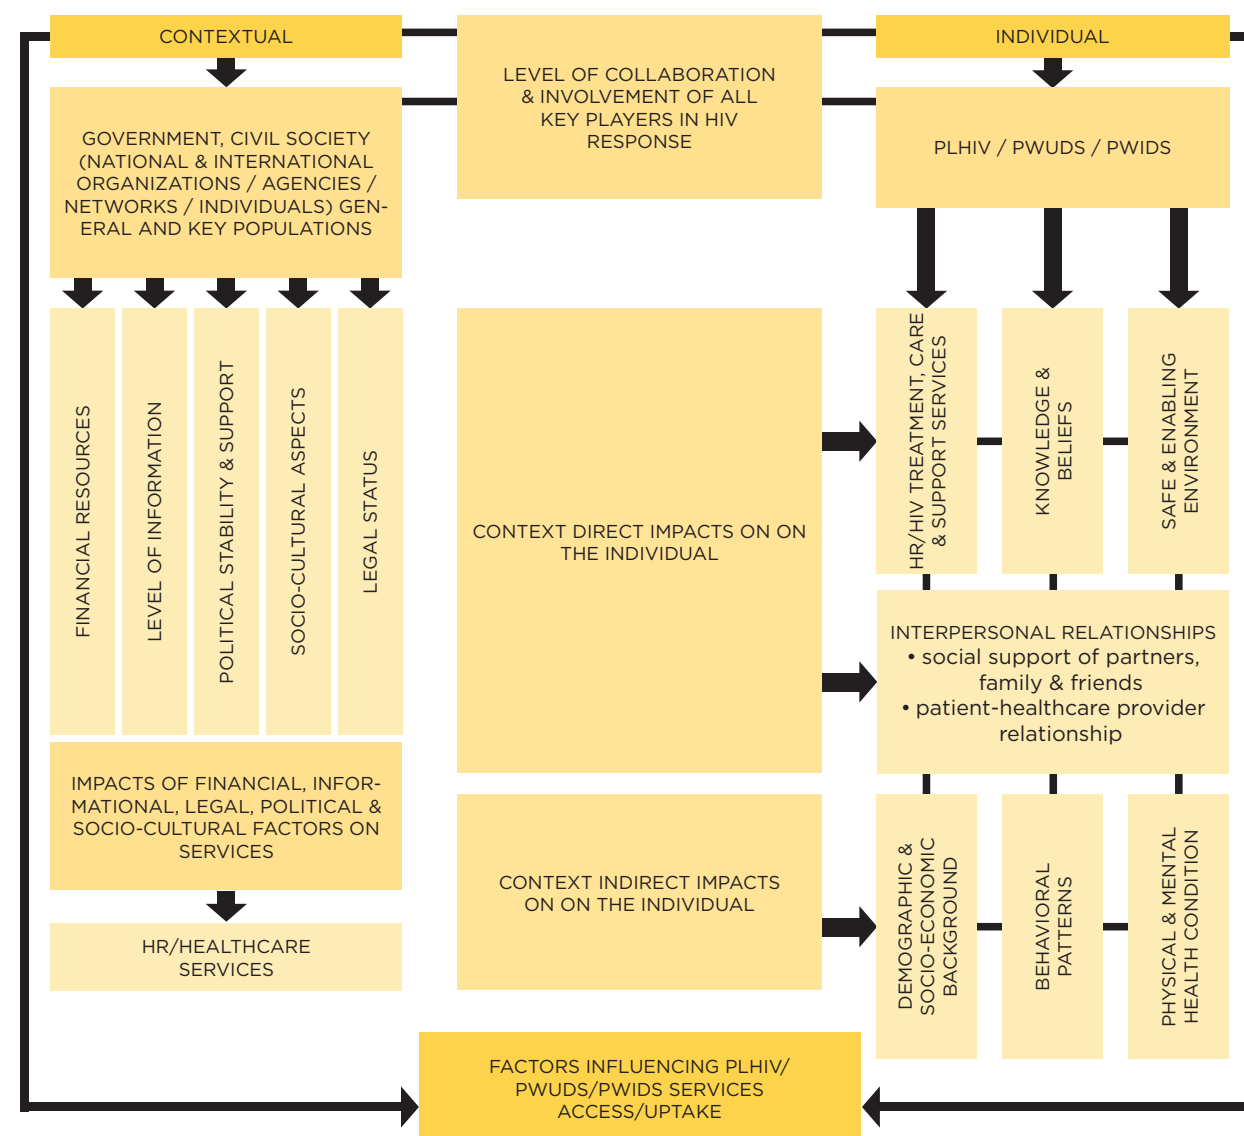 CONTEXTUAL
LEVEL OF COLLABORATION
& INVOLVEMENT OF ALL
KEY PLAYERS IN HIV
RESPONSE
INDIVIDUAL
GOVERNMENT, CIVIL SOCIETY
(NATIONAL & INTERNATIONAL
ORGANIZATIONS / AGENCIES /
NETWORKS / INDIVIDUALS) GEN-
ERAL AND KEY POPULATIONS
PLHIV / PWUDS / PWIDS
FINANCIAL RESOURCES
LEVEL OF INFORMATION
POLITICAL STABILITY & SUPPORT
SOCIO-CULTURAL ASPECTS
LEGAL STATUS
CONTEXT DIRECT IMPACTS ON ON
THE INDIVIDUAL
HR/HIV TREATMENT, CARE
& SUPPORT SERVICES
KNOWLEDGE &
BELIEFS
SAFE & ENABLING
ENVIRONMENT
INTERPERSONAL RELATIONSHIPS
• social support of partners,
family & friends
• patient-healthcare provider
relationship
IMPACTS OF FINANCIAL, INFOR-
MATIONAL, LEGAL, POLITICAL &
SOCIO-CULTURAL FACTORS ON
SERVICES
HR/HEALTHCARE
SERVICES
CONTEXT INDIRECT IMPACTS
ON ON THE INDIVIDUAL
DEMOGRAPHIC &
SOCIO-ECONOMIC
BACKGROUND
BEHAVIORAL
PATTERNS
PHYSICAL & MENTAL
HEALTH CONDITION
FACTORS INFLUENCING PLHIV/
PWUDS/PWIDS SERVICES
ACCESS/UPTAKE